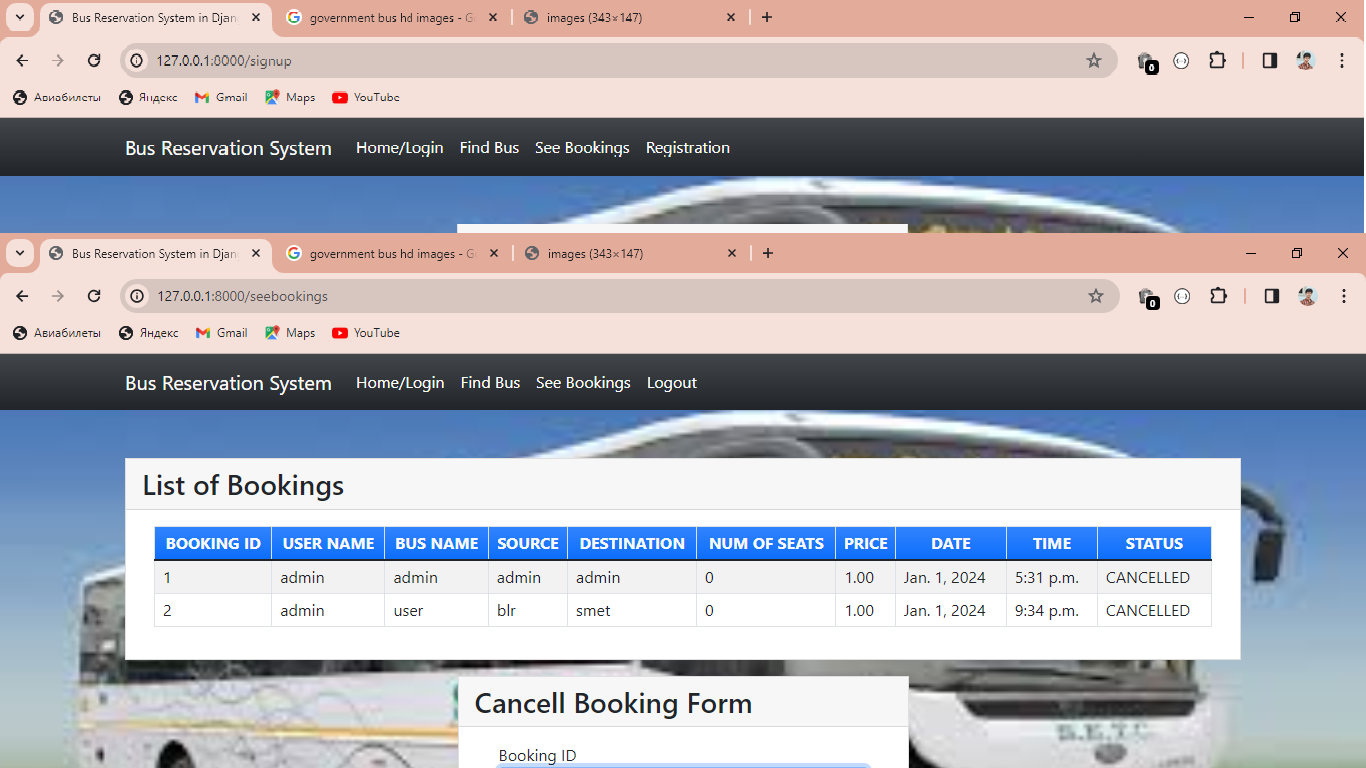 Bus Reservation System in Djan government bus hd images - G images (343×147)
127.0.0.1:8000/signup
0
Авиабилеты Яндекс Gmail Maps YouTube
Bus Reservation System Home/Login Find Bus See Bookings Registration
Bus Reservation System in Djan government bus hd images - G images (343×147)
127.0.0.1:8000/seebookings
0
Авиабилеты Яндекс Gmail Maps YouTube
Bus Reservation System Home/Login Find Bus See Bookings Logout
List of Bookings
BOOKING ID USER NAME BUS NAME SOURCE DESTINATION NUM OF SEATS PRICE DATE TIME STATUS
1 admin admin admin admin 0 1.00 Jan. 1, 2024 5:31 p.m. CANCELLED
2 admin user blr smet 0 1.00 Jan. 1, 2024 9:34 p.m. CANCELLED
Cancell Booking Form
S.E.T.C
Booking ID